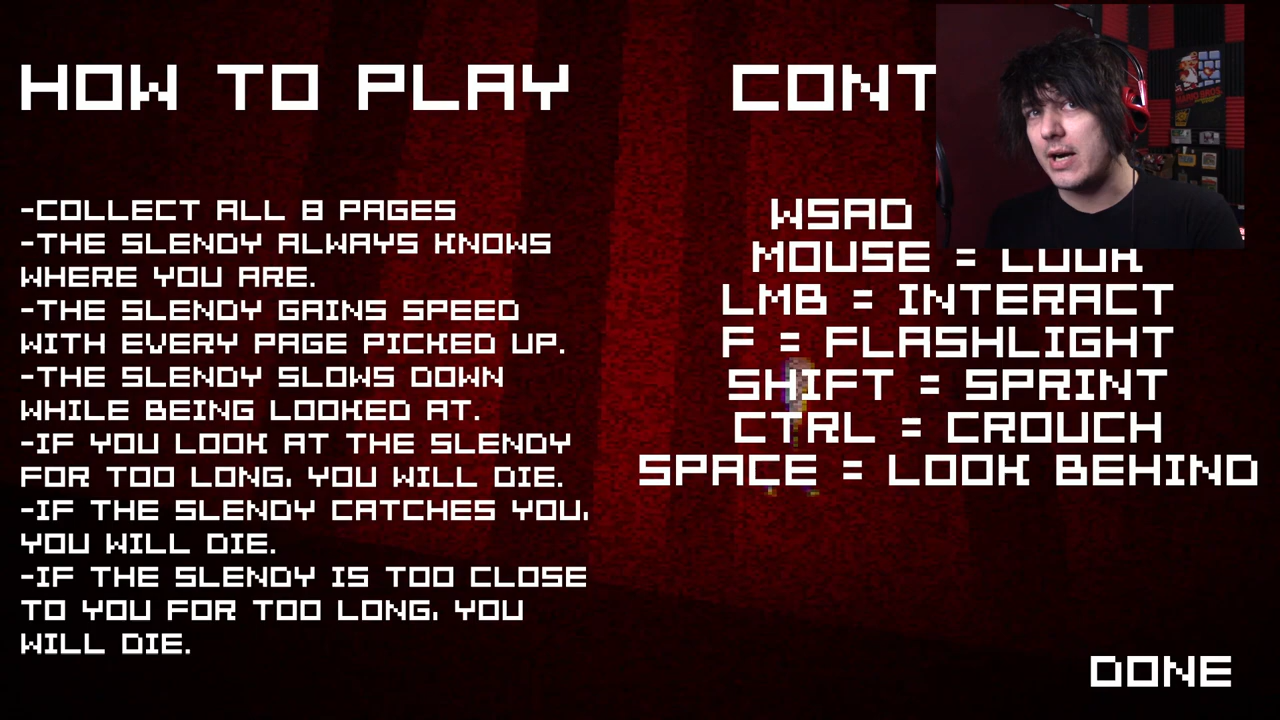 HOW TO PLAY
-COLLECT ALL 8 PAGES
-THE SLENDY ALWAYS KNOWS
WHERE YOU ARE.
-THE SLENDY GAINS SPEED
WITH EVERY PAGE PICKED UP.
-THE SLENDY SLOWS DOWN
WHILE BEING LOOKED AT.
-IF YOU LOOK AT THE SLENDY
FOR TOO LONG, YOU WILL DIE.
-IF THE SLENDY CATCHES YOU,
YOU WILL DIE.
-IF THE SLENDY IS TOO CLOSE
TO YOU FOR TOO LONG, YOU
WILL DIE.
CONT
WSAD
MOUSE = LOOK
LMB = INTERACT
F = FLASHLIGHT
SHIFT = SPRINT
CTRL = CROUCH
SPACE = LOOK BEHIND
DONE
MARIO BROS.